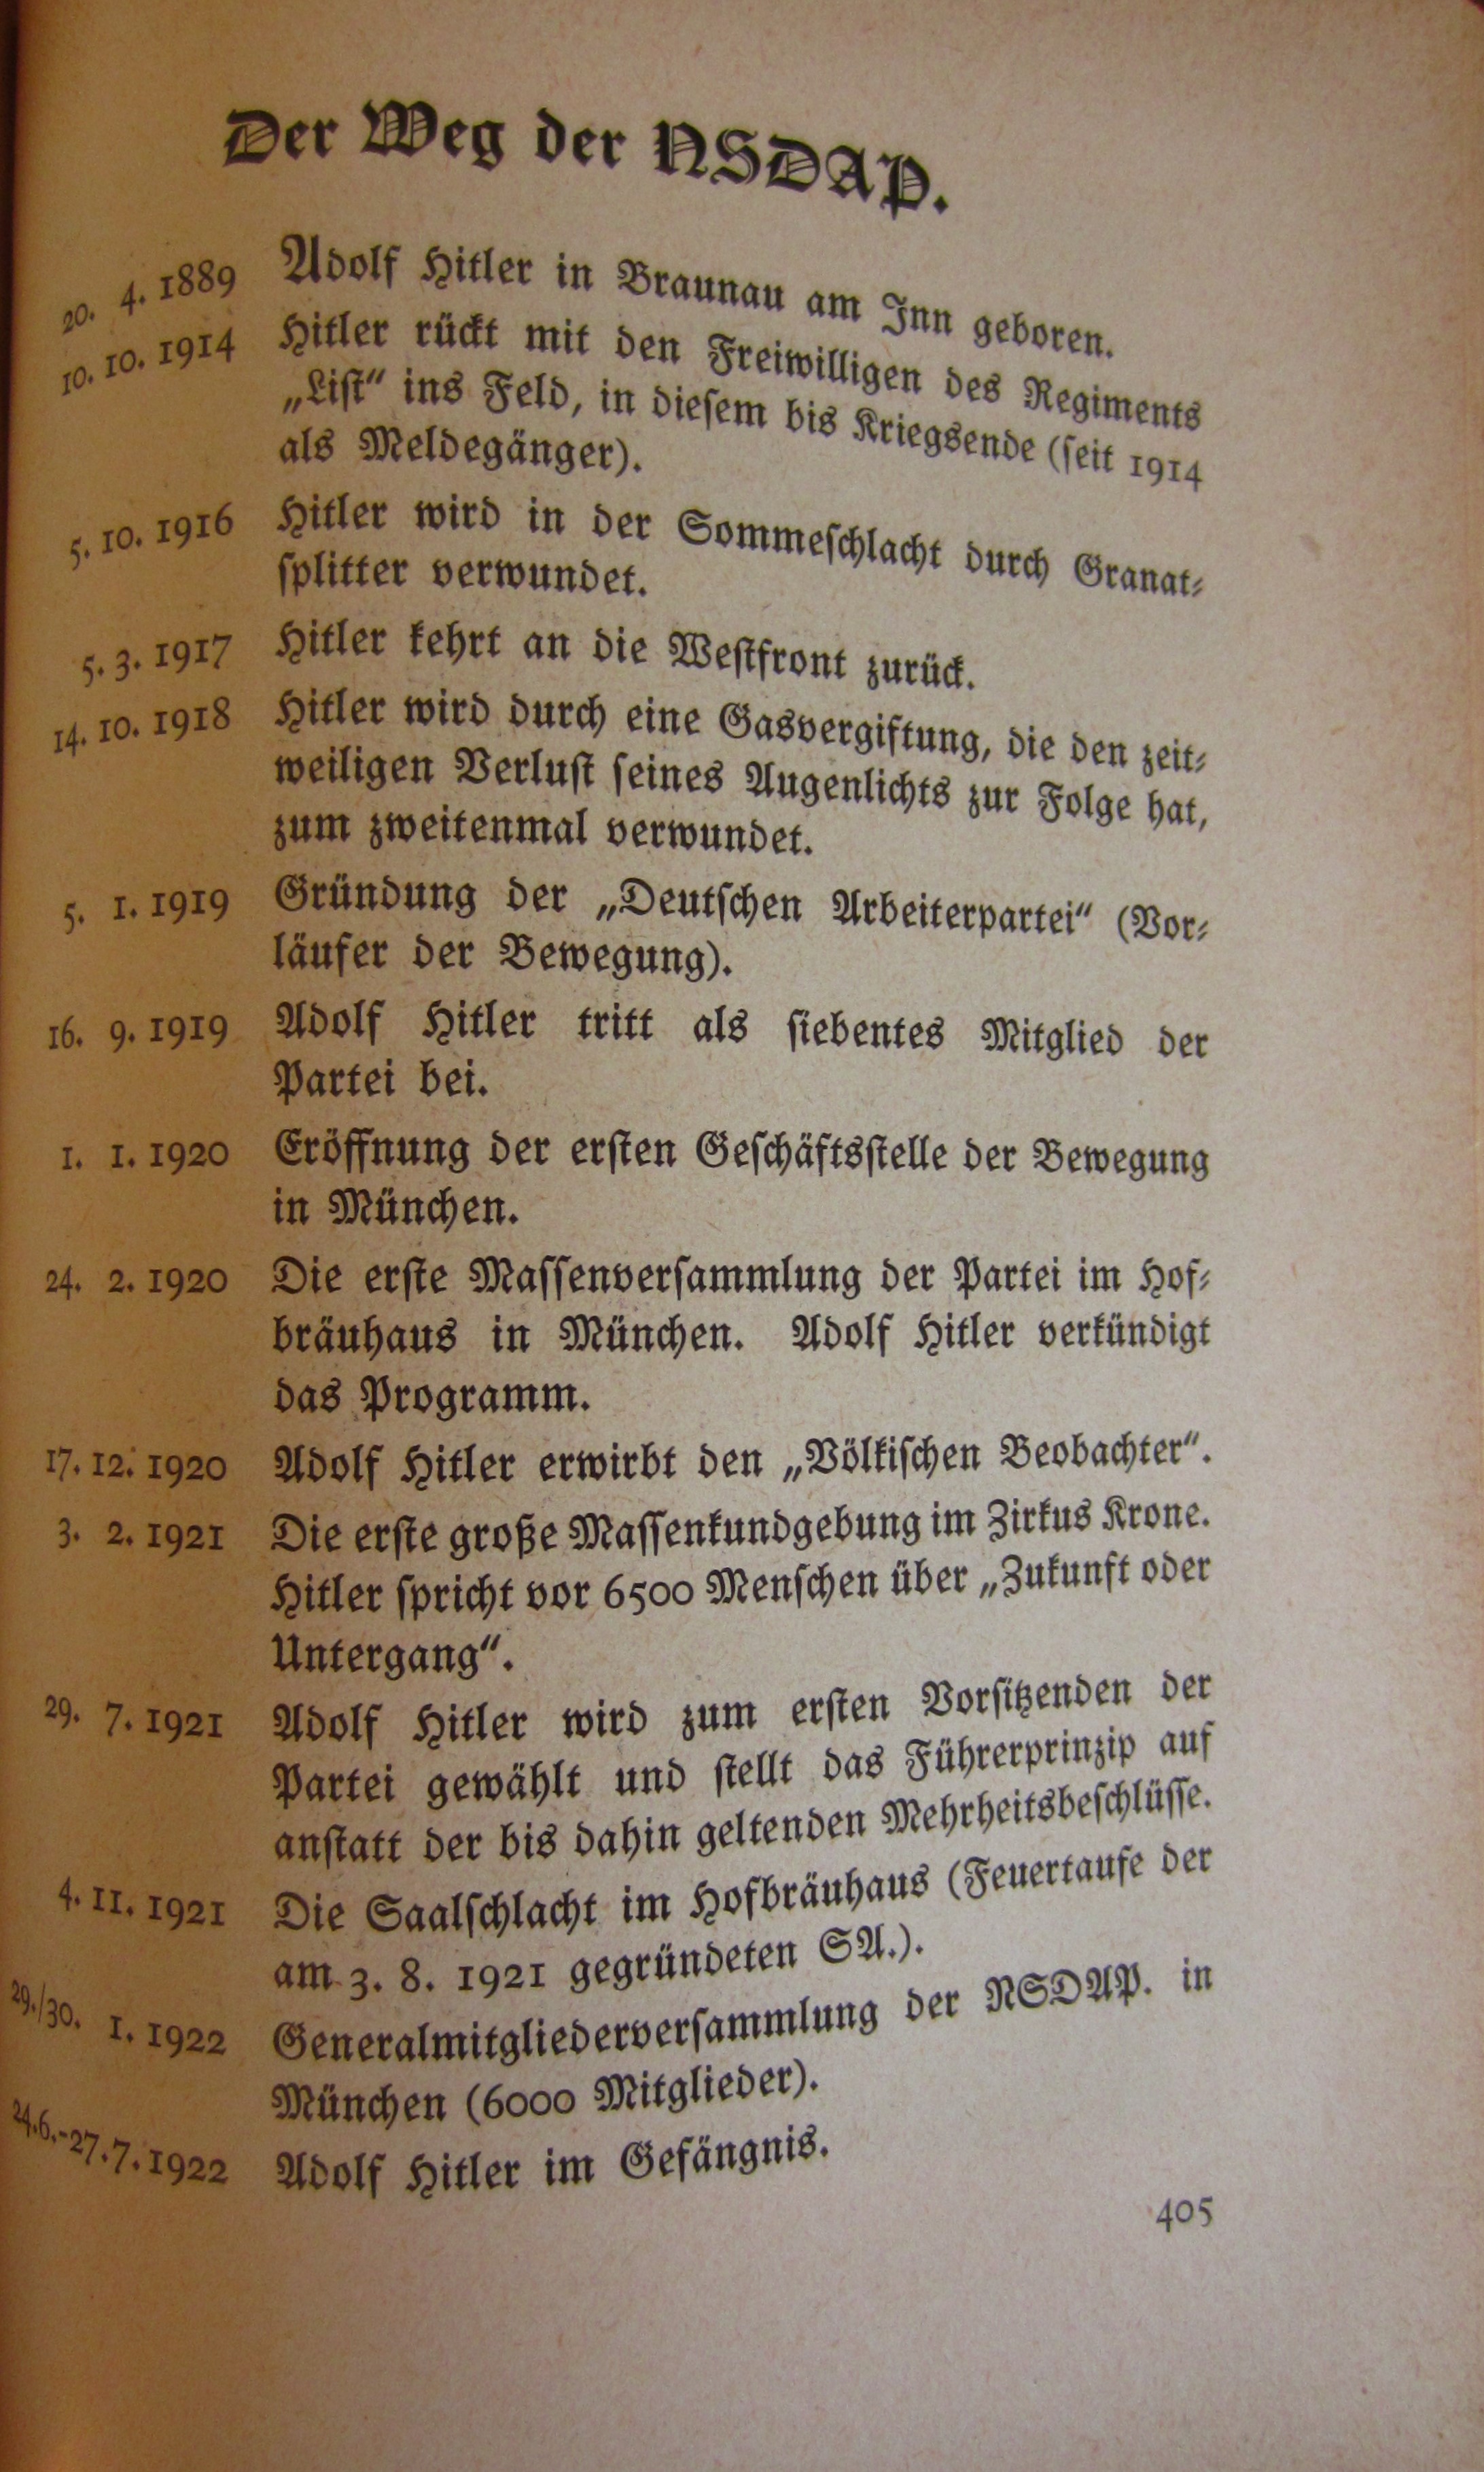 Der Weg der NSDAP.
20. 4. 1889 Adolf Hitler in Braunau am Inn geboren.
10. 10. 1914 Hitler rückt mit den Freiwilligen des Regiments
„Liſt“ ins Feld, in dieſem bis Kriegsende (ſeit 1914
als Meldegänger).
5. 10. 1916 Hitler wird in der Sommeſchlacht durch Granat-
ſplitter verwundet.
5. 3. 1917 Hitler kehrt an die Weſtfront zurück.
14. 10. 1918 Hitler wird durch eine Gasvergiftung, die den zeit-
weiligen Verluſt ſeines Augenlichts zur Folge hat,
zum zweitenmal verwundet.
5. 1. 1919 Gründung der „Deutſchen Arbeiterpartei“ (Vor-
läufer der Bewegung).
16. 9. 1919 Adolf Hitler tritt als ſiebentes Mitglied der
Partei bei.
1. 1. 1920 Eröffnung der erſten Geſchäftsſtelle der Bewegung
in München.
24. 2. 1920 Die erſte Maſſenverſammlung der Partei im Hof-
bräuhaus in München. Adolf Hitler verkündigt
das Programm.
17. 12. 1920 Adolf Hitler erwirbt den „Völkiſchen Beobachter“.
3. 2. 1921 Die erſte große Maſſenkundgebung im Zirkus Krone.
Hitler ſpricht vor 6500 Menſchen über „Zukunft oder
Untergang“.
29. 7. 1921 Adolf Hitler wird zum erſten Vorſitzenden der
Partei gewählt und ſtellt das Führerprinzip auf
anſtatt der bis dahin geltenden Mehrheitsbeſchlüſſe.
4. 11. 1921 Die Saalſchlacht im Hofbräuhaus (Feuertaufe der
am 3. 8. 1921 gegründeten SA.).
29./30. 1. 1922 Generalmitgliederverſammlung der NSDAP. in
München (6000 Mitglieder).
24.6.-27.7.1922 Adolf Hitler im Gefängnis.
405